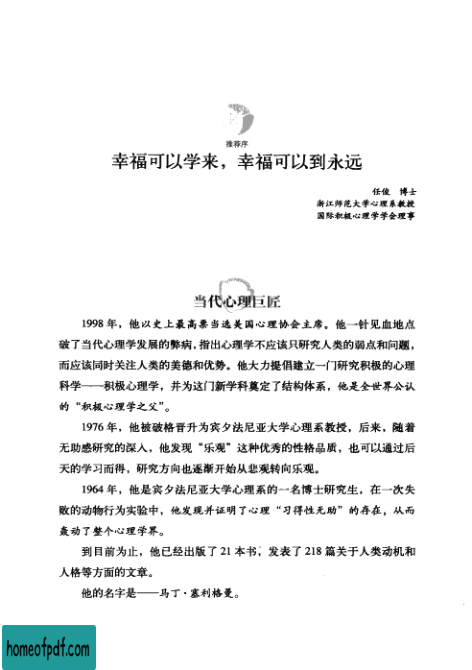 推荐序
幸福可以学来，幸福可以到永远
任俊 博士
浙江师范大学心理系教授
国际积极心理学学会理事
当代心理巨匠
1998 年，他以史上最高票当选美国心理协会主席。他一针见血地点
破了当代心理学发展的弊病，指出心理学不应该只研究人类的弱点和问题，
而应该同时关注人类的美德和优势。他大力提倡建立一门研究积极的心理
科学——积极心理学，并为这门新学科奠定了结构体系，他是全世界公认
的“积极心理学之父”。
1976 年，他被破格晋升为宾夕法尼亚大学心理系教授，后来，随着
无助感研究的深入，他发现“乐观”这种优秀的性格品质，也可以通过后
天的学习而得，研究方向也逐渐开始从悲观转向乐观。
1964 年，他是宾夕法尼亚大学心理系的一名博士研究生，在一次失
败的动物行为实验中，他发现并证明了心理“习得性无助”的存在，从而
轰动了整个心理学界。
到目前为止，他已经出版了 21 本书，发表了 218 篇关于人类动机和
人格等方面的文章。
他的名字是——马丁·塞利格曼。
homeofpdf.com